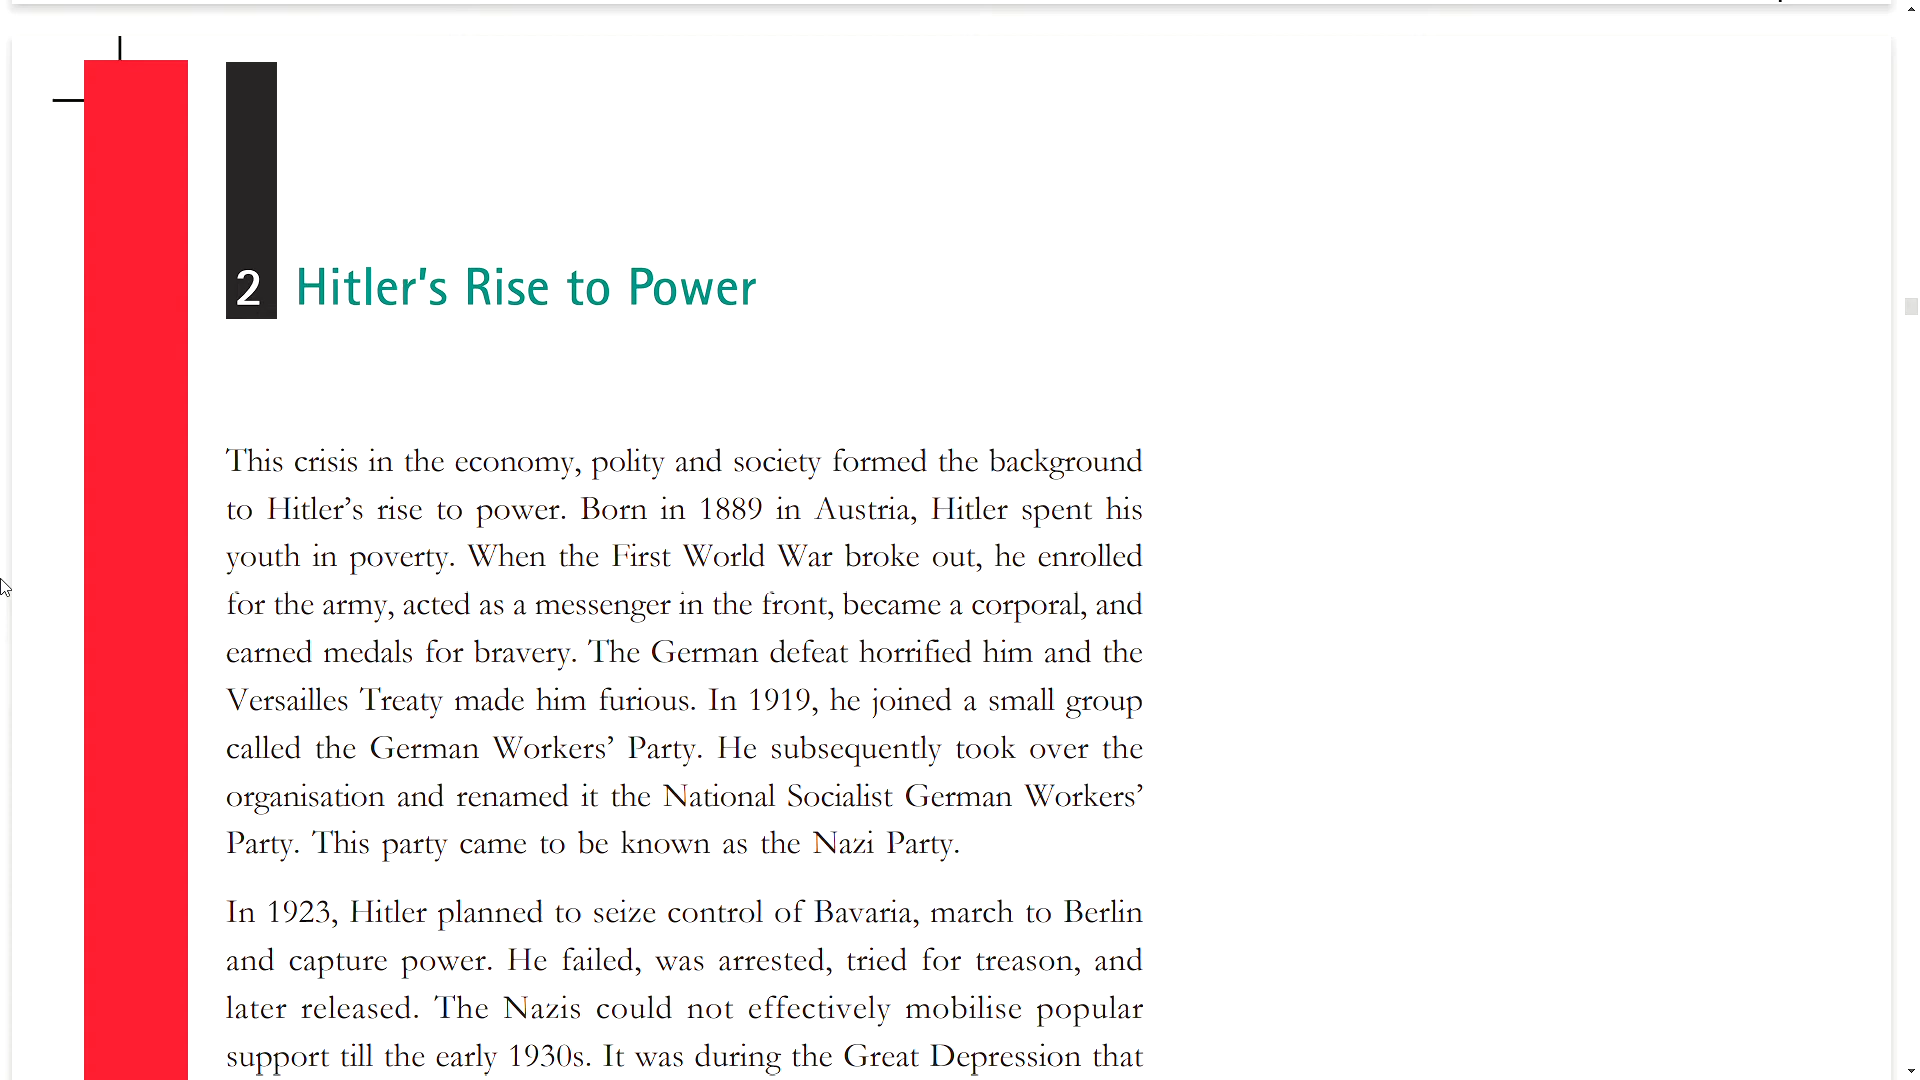 2 Hitler's Rise to Power
This crisis in the economy, polity and society formed the background
to Hitler’s rise to power. Born in 1889 in Austria, Hitler spent his
youth in poverty. When the First World War broke out, he enrolled
for the army, acted as a messenger in the front, became a corporal, and
earned medals for bravery. The German defeat horrified him and the
Versailles Treaty made him furious. In 1919, he joined a small group
called the German Workers’ Party. He subsequently took over the
organisation and renamed it the National Socialist German Workers’
Party. This party came to be known as the Nazi Party.
In 1923, Hitler planned to seize control of Bavaria, march to Berlin
and capture power. He failed, was arrested, tried for treason, and
later released. The Nazis could not effectively mobilise popular
support till the early 1930s. It was during the Great Depression that